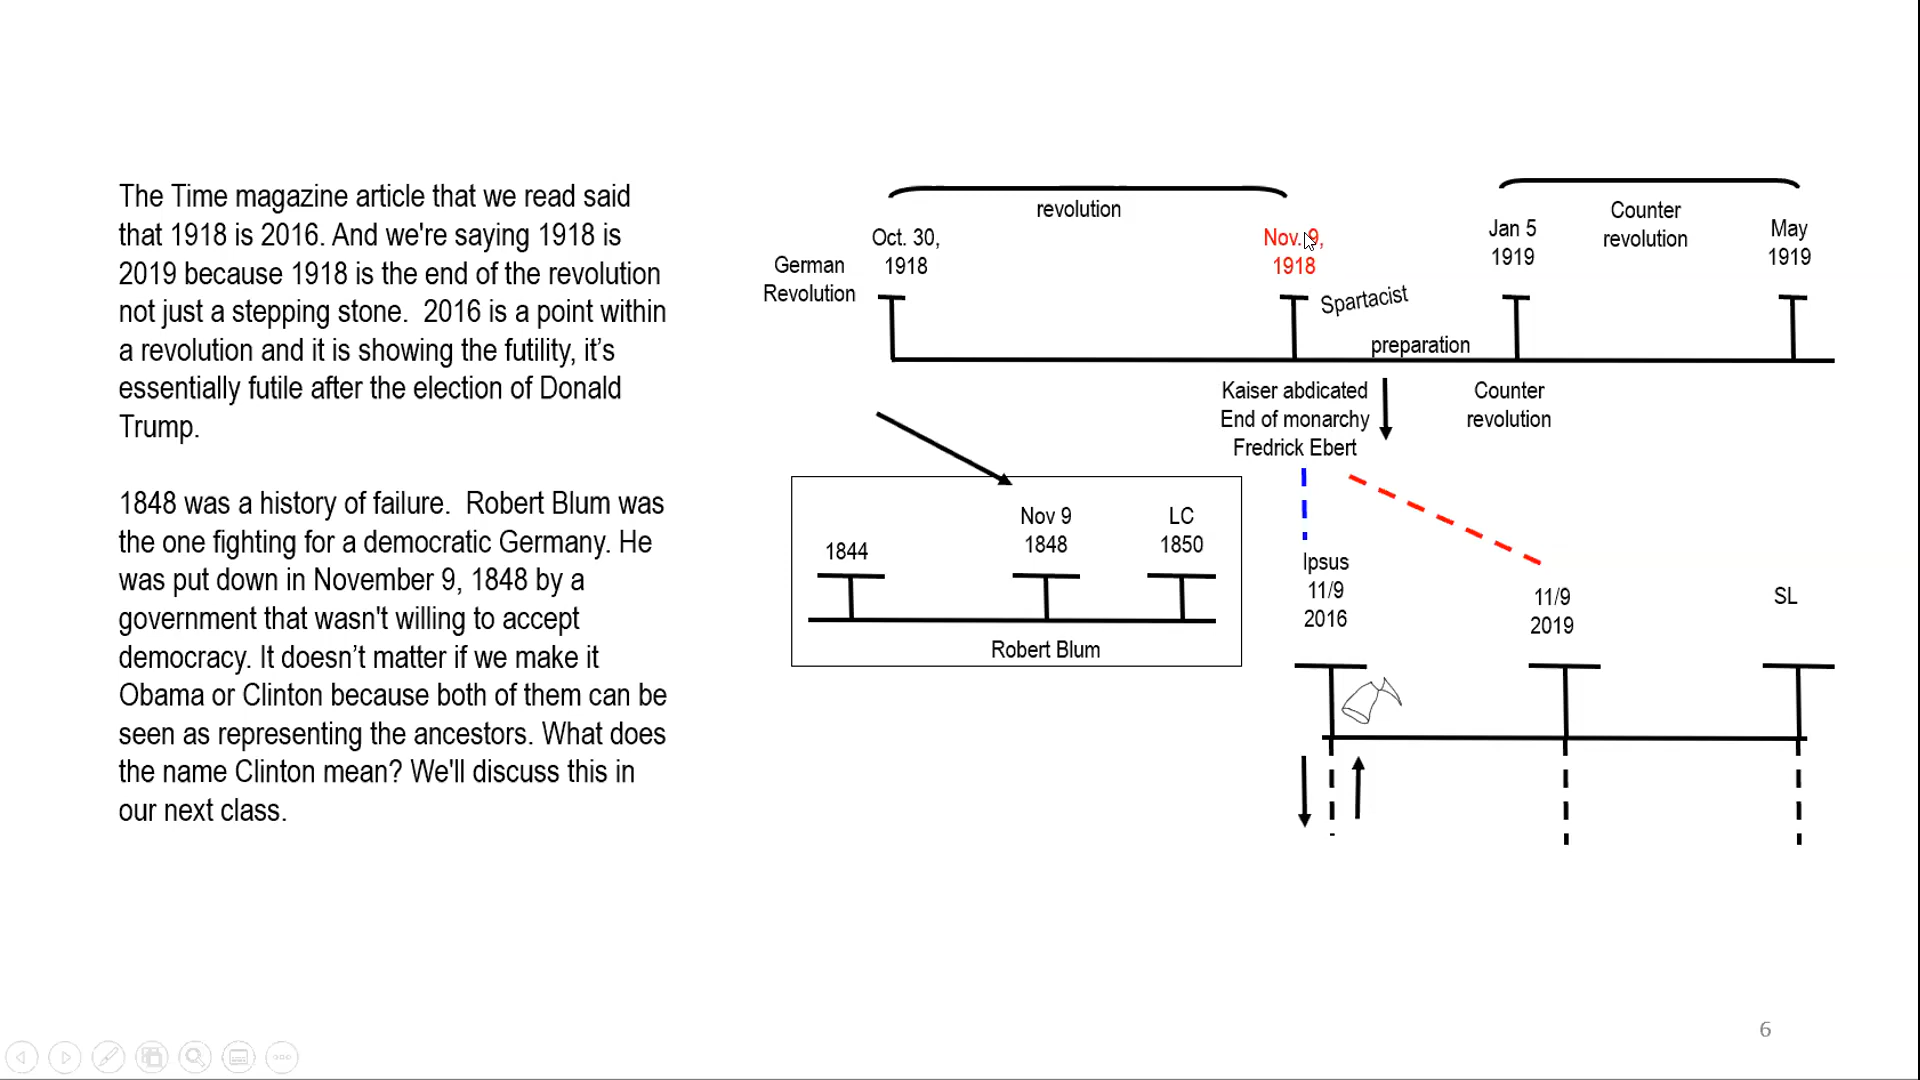 The Time magazine article that we read said
that 1918 is 2016. And we're saying 1918 is
2019 because 1918 is the end of the revolution
not just a stepping stone.  2016 is a point within
a revolution and it is showing the futility, it’s
essentially futile after the election of Donald
Trump.
1848 was a history of failure.  Robert Blum was
the one fighting for a democratic Germany. He
was put down in November 9, 1848 by a
government that wasn't willing to accept
democracy. It doesn’t matter if we make it
Obama or Clinton because both of them can be
seen as representing the ancestors. What does
the name Clinton mean? We'll discuss this in
our next class.
revolution
Counter
revolution
German
Revolution
Oct. 30,
1918
Nov. 9,
1918
Jan 5
1919
May
1919
Spartacist
preparation
Kaiser abdicated
End of monarchy
Fredrick Ebert
Counter
revolution
1844
Nov 9
1848
LC
1850
Robert Blum
Ipsus
11/9
2016
11/9
2019
SL
6